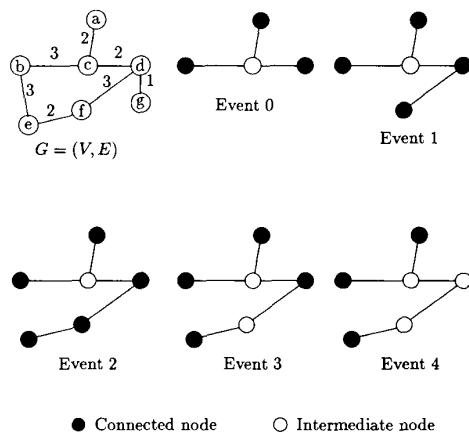 a
2
b
3
c
2
d
3
3
1
f
g
e
2
G = (V, E)
Event 0
Event 1
Event 2
Event 3
Event 4
Connected node
Intermediate node